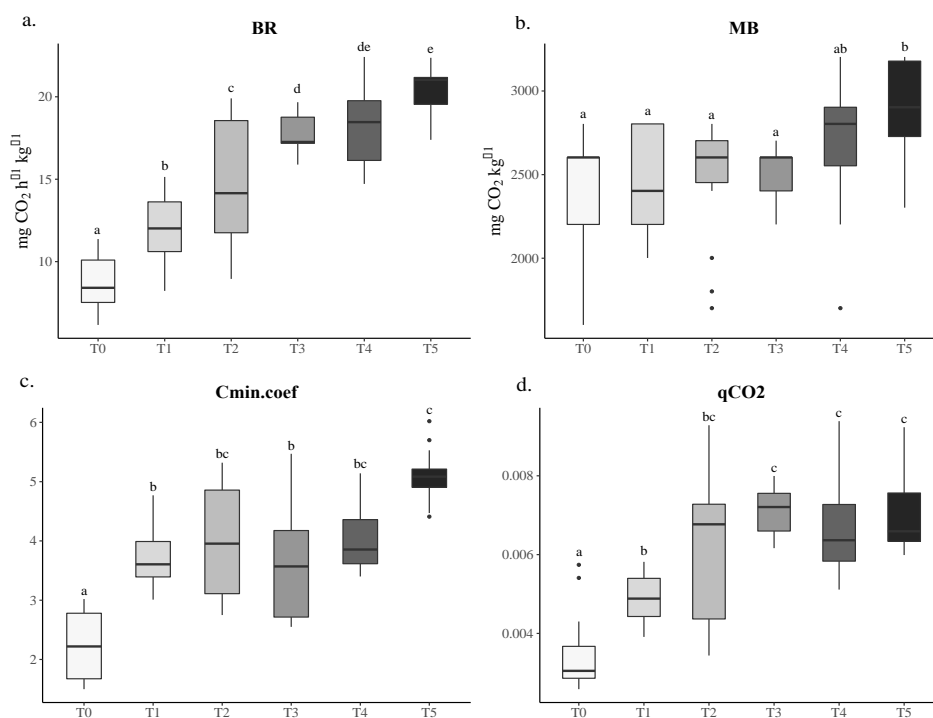 a.
BR
mg CO₂ h▯1 kg▯1
20
15
10
a
b
c
d
de
e
T0 T1 T2 T3 T4 T5
b.
MB
mg CO₂ kg▯1
3000
2500
2000
a
a
a
a
ab
b
T0 T1 T2 T3 T4 T5
c.
Cmin.coef
6
5
4
3
2
a
b
bc
b
bc
c
T0 T1 T2 T3 T4 T5
d.
qCO2
0.008
0.006
0.004
a
b
bc
c
c
c
T0 T1 T2 T3 T4 T5